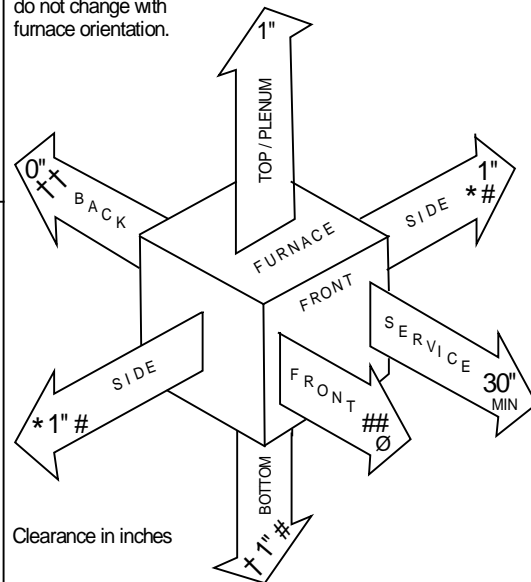 do not change with
furnace orientation.
1"
TOP / PLENUM
0"
††
BACK
1"
* #
SIDE
FURNACE
FRONT
SERVICE
30"
MIN
SIDE
* 1" #
FRONT
##
Ø
BOTTOM
† 1" #
Clearance in inches